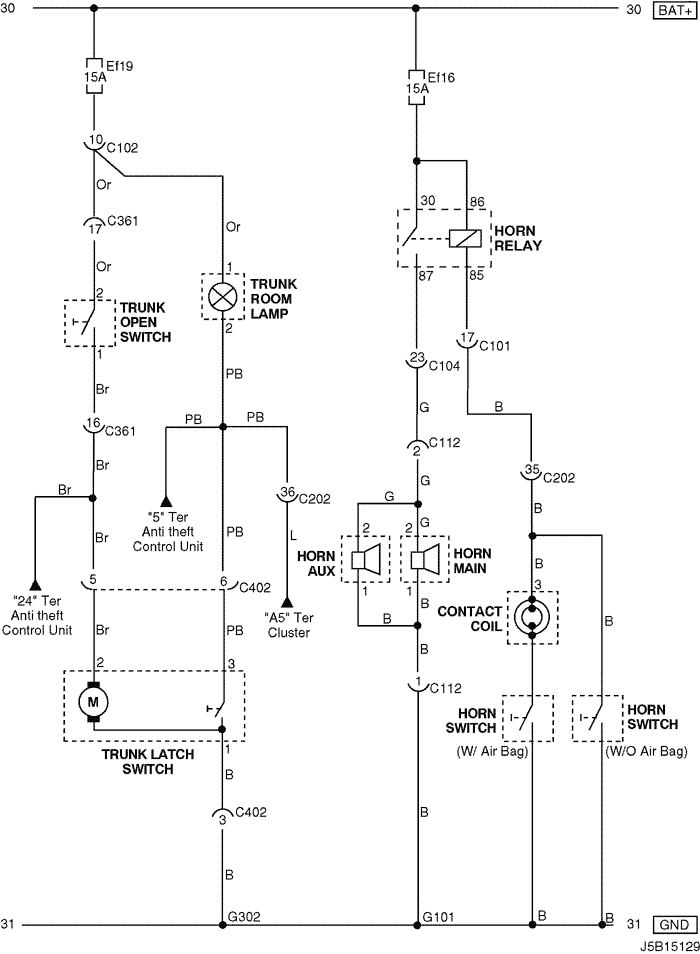 30
30 BAT+
Ef19
15A
Ef16
15A
10 C102
Or
17 C361
Or
Or
30
86
HORN
RELAY
87
85
2
TRUNK
OPEN
SWITCH
1
1
TRUNK
ROOM
LAMP
2
17 C101
23 C104
Br
PB
G
B
16 C361
PB
PB
2 C112
Br
Br
36 C202
35 C202
G
G
G
B
"5" Ter
Anti theft
Control Unit
Br
PB
L
2
2
HORN
AUX
HORN
MAIN
1
1
B
5
6 C402
3
"24" Ter
Anti theft
Control Unit
"A5" Ter
Cluster
B
B
CONTACT
COIL
B
Br
PB
B
2
3
1 C112
M
HORN
SWITCH
(W/ Air Bag)
HORN
SWITCH
(W/O Air Bag)
TRUNK LATCH
SWITCH
1
B
3 C402
B
B
31
G302
G101
B
B
31 GND
J5B15129